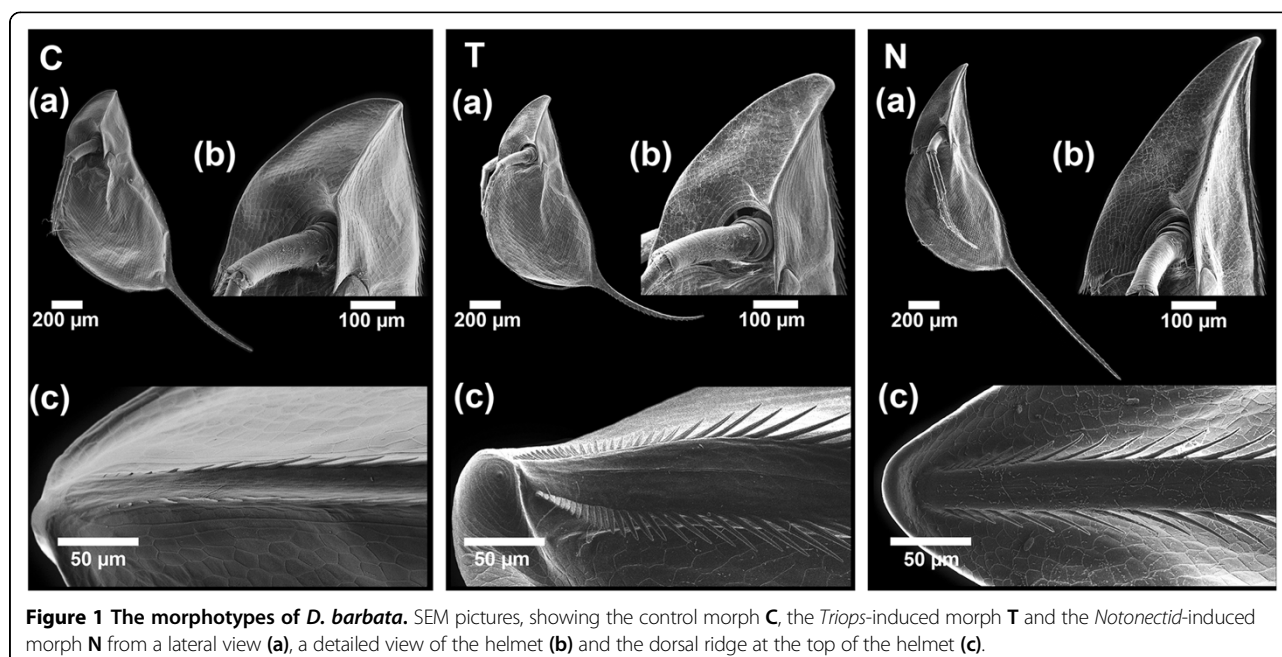 C
(a)
(b)
200 µm
100 µm
(c)
50 µm
T
(a)
(b)
200 µm
100 µm
(c)
50 µm
N
(a)
(b)
200 µm
100 µm
(c)
50 µm
Figure 1 The morphotypes of D. barbata. SEM pictures, showing the control morph C, the Triops-induced morph T and the Notonectid-induced
morph N from a lateral view (a), a detailed view of the helmet (b) and the dorsal ridge at the top of the helmet (c).